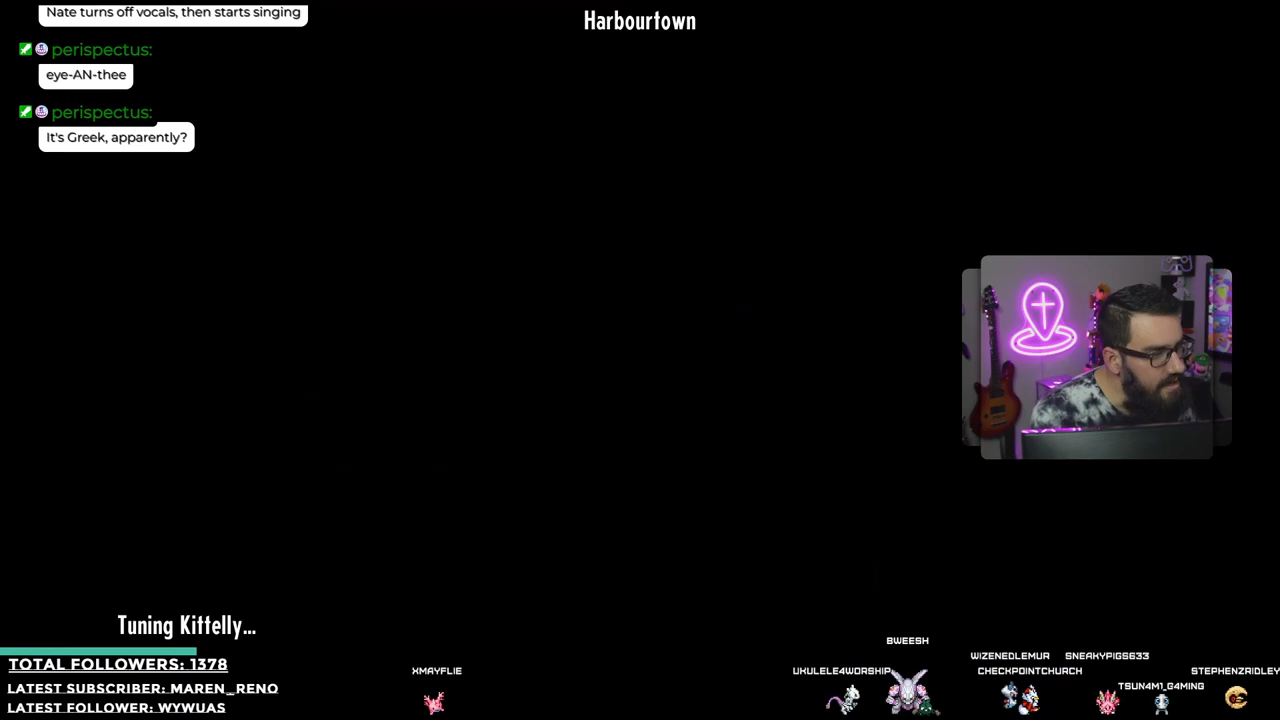 Nate turns off vocals, then starts singing
Harbourtown
perispectus:
eye-AN-thee
perispectus:
It's Greek, apparently?
Tuning Kittelly...
TOTAL FOLLOWERS: 1378
LATEST SUBSCRIBER: MAREN_RENO
LATEST FOLLOWER: WYWUAS
XMAYFLIE
UKULELE4WORSHIP
BWEESH
WIZENEDLEMUR
SNEAKYPIGS633
CHECKPOINTCHURCH
TSUN4M1_G4MING
STEPHENZRIDLEY